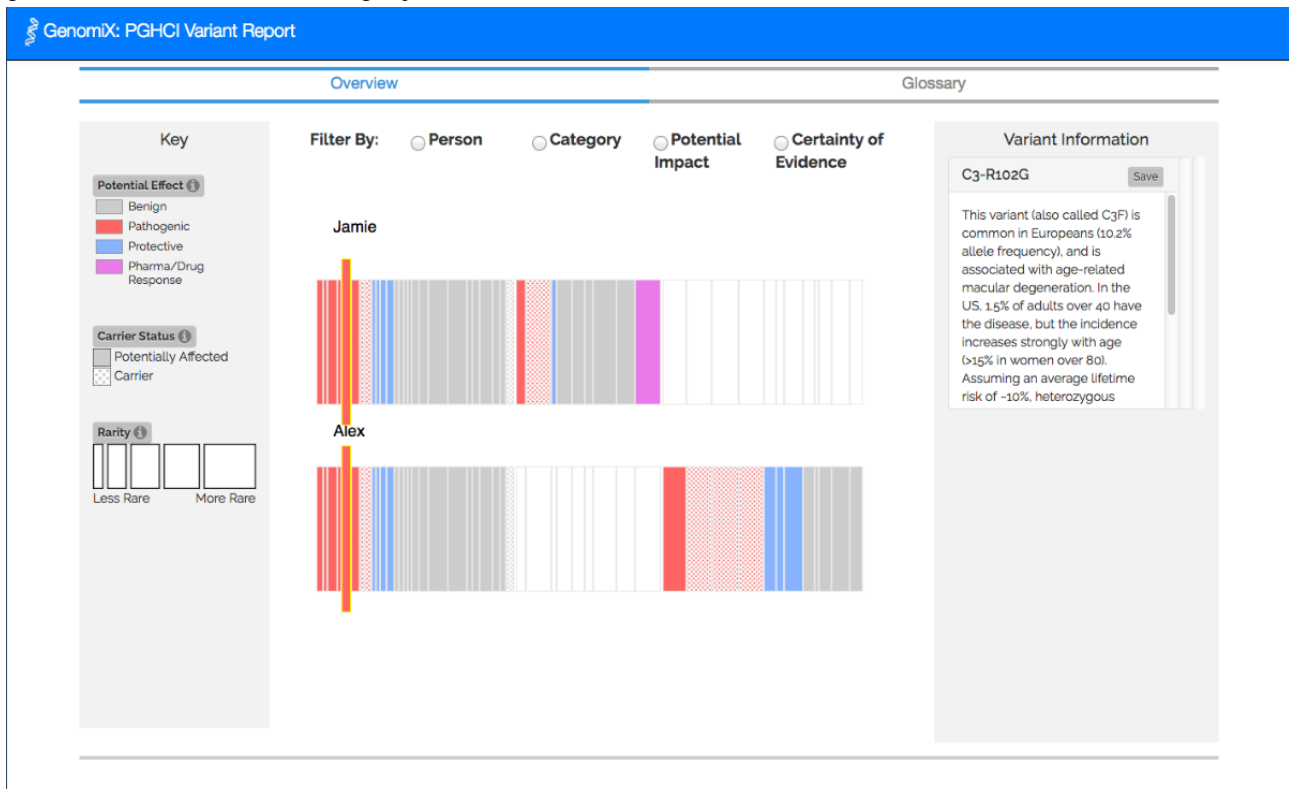 GenomiX: PGHCI Variant Report
Overview
Glossary
Key
Potential Effect i
Benign
Pathogenic
Protective
Pharma/Drug
Response
Carrier Status i
Potentially Affected
Carrier
Rarity i
Less Rare
More Rare
Filter By:
Person
Category
Potential
Impact
Certainty of
Evidence
Jamie
Alex
Variant Information
C3-R102G
Save
This variant (also called C3F) is
common in Europeans (10.2%
allele frequency), and is
associated with age-related
macular degeneration. In the
US, 1.5% of adults over 40 have
the disease, but the incidence
increases strongly with age
(>15% in women over 80).
Assuming an average lifetime
risk of ~10%, heterozygous